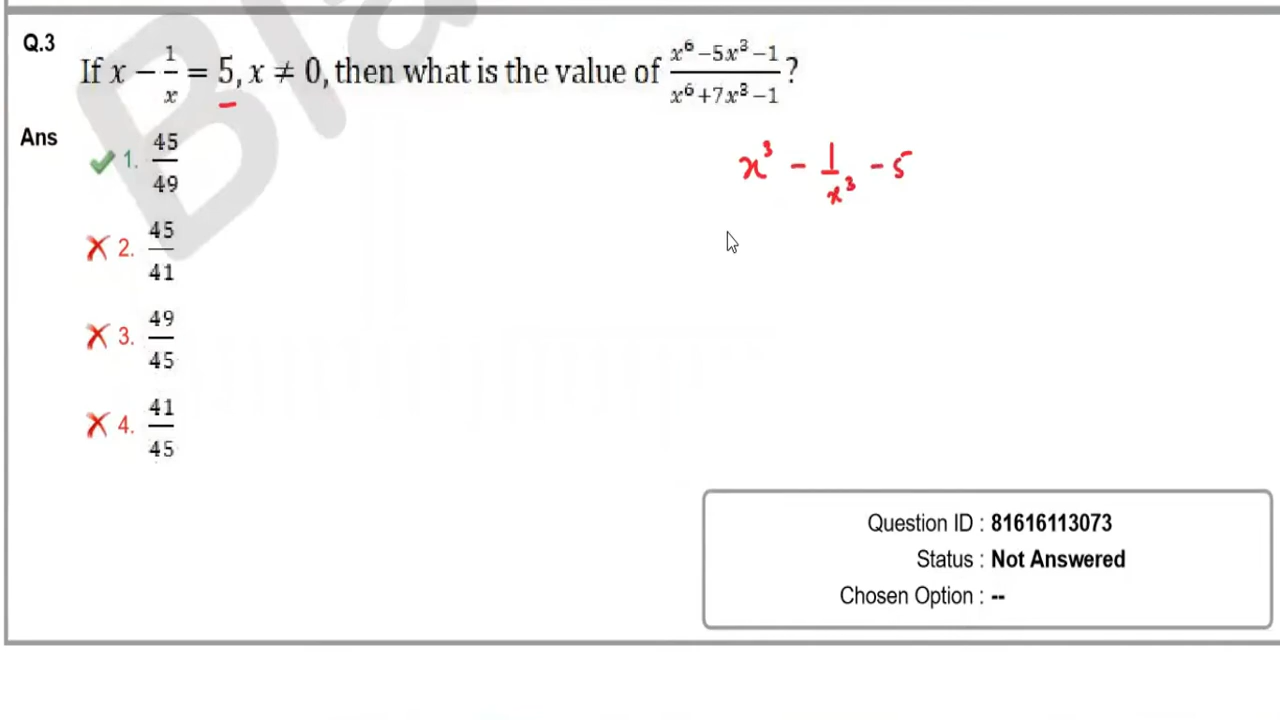 Q.3 If x − 1/x = 5, x ≠ 0, then what is the value of (x⁶−5x³−1)/(x⁶+7x³−1)?
x³ − 1/x³ − 5
Ans
1. 45/49
2. 45/41
3. 49/45
4. 41/45
Question ID : 81616113073
Status : Not Answered
Chosen Option : --